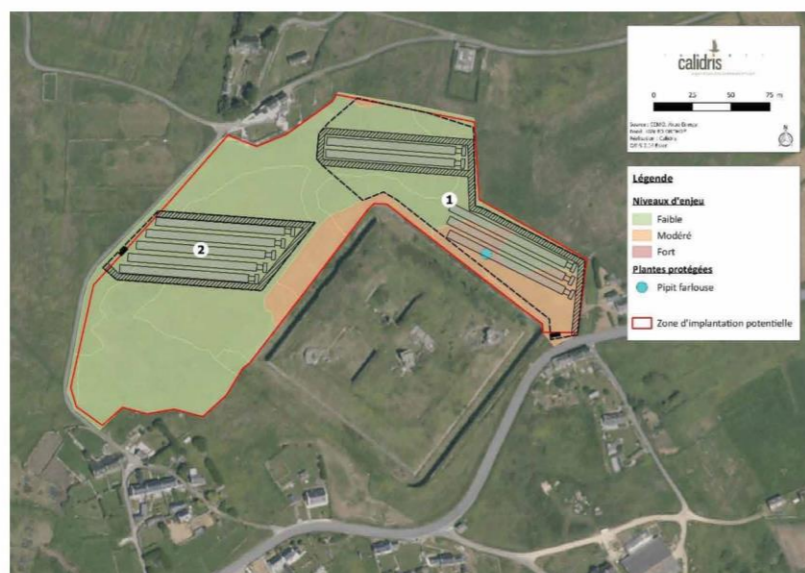 calidris
0 25 50 75 m
Légende
Niveaux d'enjeu
Faible
Modéré
Fort
Plantes protégées
Pipit farlouse
Zone d'implantation potentielle
1
2